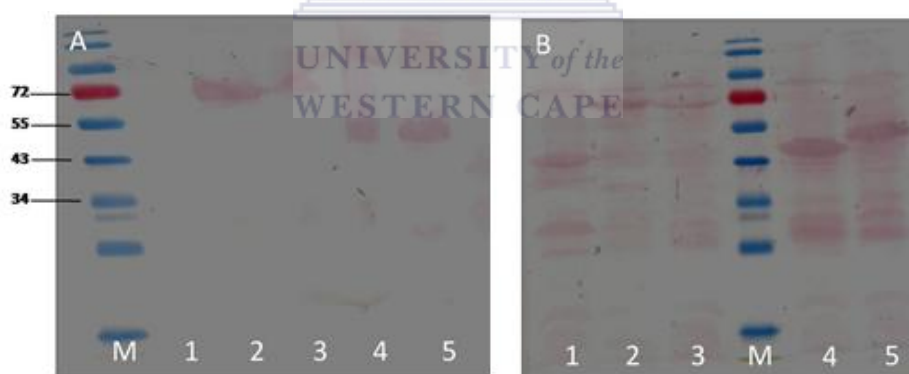 A
UNIVERSITY of the
WESTERN CAPE
B
72
55
43
34
M 1 2 3 4 5
1 2 3 M 4 5